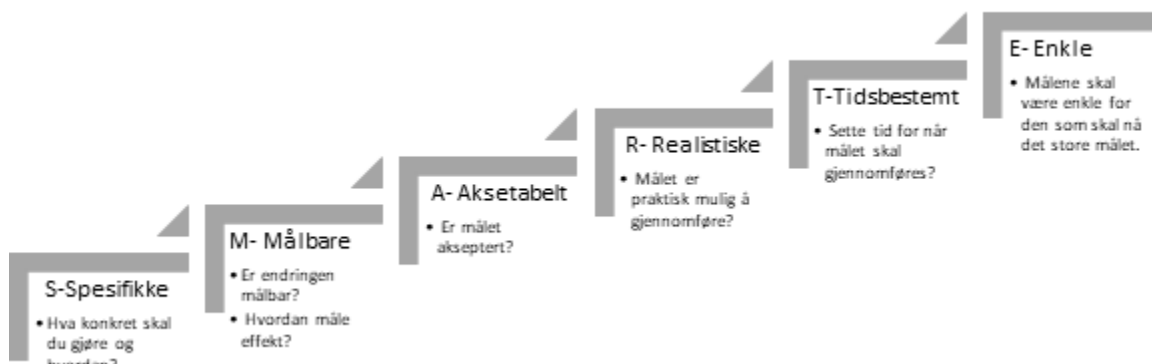 S-Spesifikke
• Hva konkret skal
du gjøre og
hvordan?
M- Målbare
• Er endringen
målbar?
• Hvordan måle
effekt?
A- Aksetabelt
• Er målet
akseptert?
R- Realistiske
• Målet er
praktisk mulig å
gjennomføre?
T-Tidsbestemt
• Sette tid for når
målet skal
gjennomføres?
E- Enkle
• Målene skal
være enkle for
den som skal nå
det store målet.